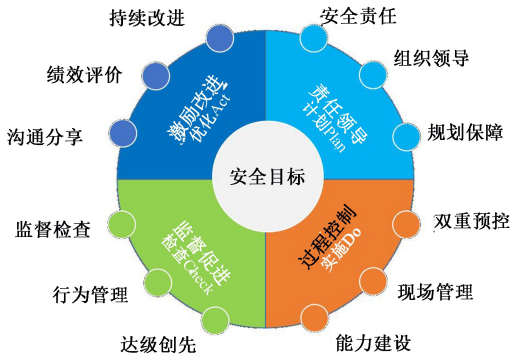 持续改进
安全责任
绩效评价
组织领导
沟通分享
规划保障
激励改进
优化Act
责任领导
计划Plan
安全目标
监督促进
检查Check
过程控制
实施Do
监督检查
双重预控
行为管理
现场管理
达级创先
能力建设